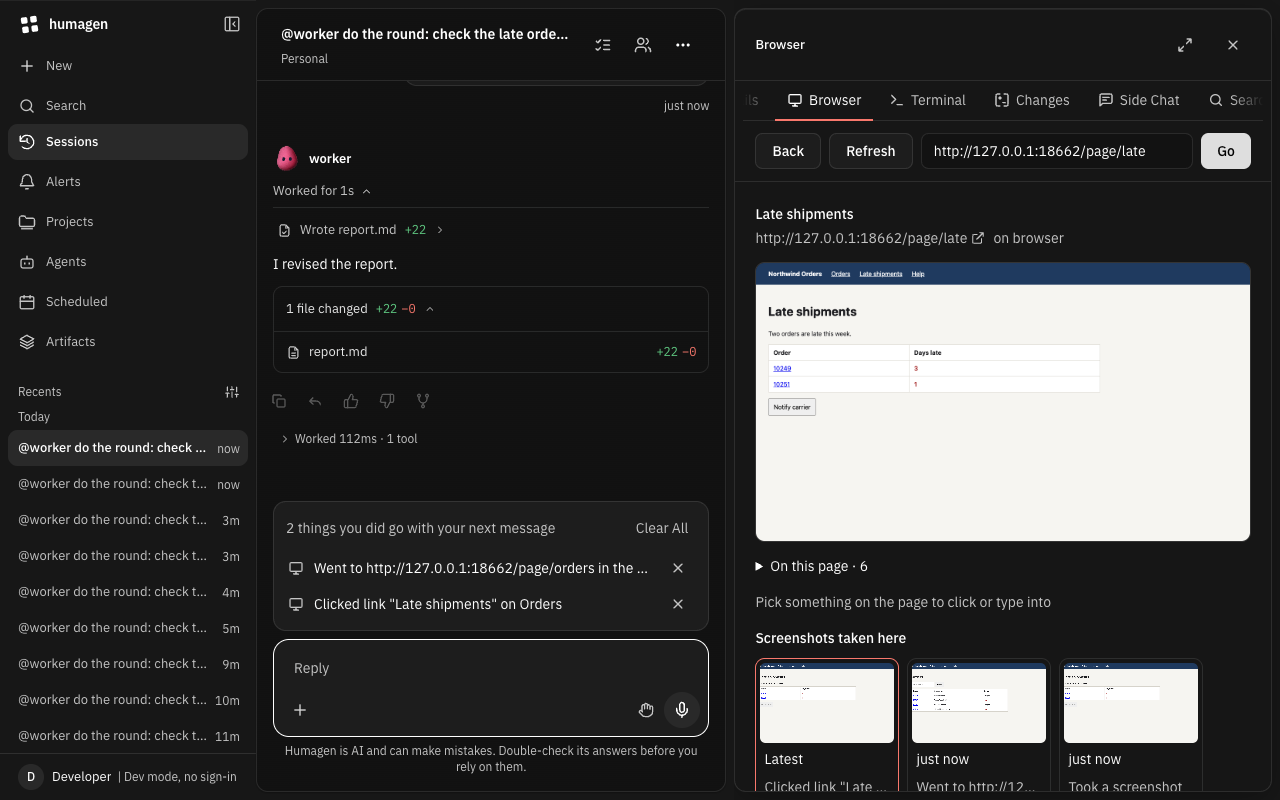 humagen
New
Search
Sessions
Alerts
Projects
Agents
Scheduled
Artifacts
Recents
Today
@worker do the round: check ... now
@worker do the round: check t... now
@worker do the round: check t... 3m
@worker do the round: check t... 3m
@worker do the round: check t... 4m
@worker do the round: check t... 5m
@worker do the round: check t... 9m
@worker do the round: check t... 10m
@worker do the round: check t... 11m
D Developer | Dev mode, no sign-in
@worker do the round: check the late orde...
Personal
just now
worker
Worked for 1s
Wrote report.md +22
I revised the report.
1 file changed +22 −0
report.md +22 −0
Worked 112ms · 1 tool
2 things you did go with your next message Clear All
Went to http://127.0.0.1:18662/page/orders in the ...
Clicked link "Late shipments" on Orders
Reply
Humagen is AI and can make mistakes. Double-check its answers before you
rely on them.
Browser
Browser Terminal Changes Side Chat
Back Refresh http://127.0.0.1:18662/page/late Go
Late shipments
http://127.0.0.1:18662/page/late on browser
Northwind Orders Orders Late shipments Help
Late shipments
Two orders are late this week.
Order Days late
10249 3
10251 1
Notify carrier
On this page · 6
Pick something on the page to click or type into
Screenshots taken here
Latest just now just now
Clicked link "Late ... Went to http://12... Took a screenshot